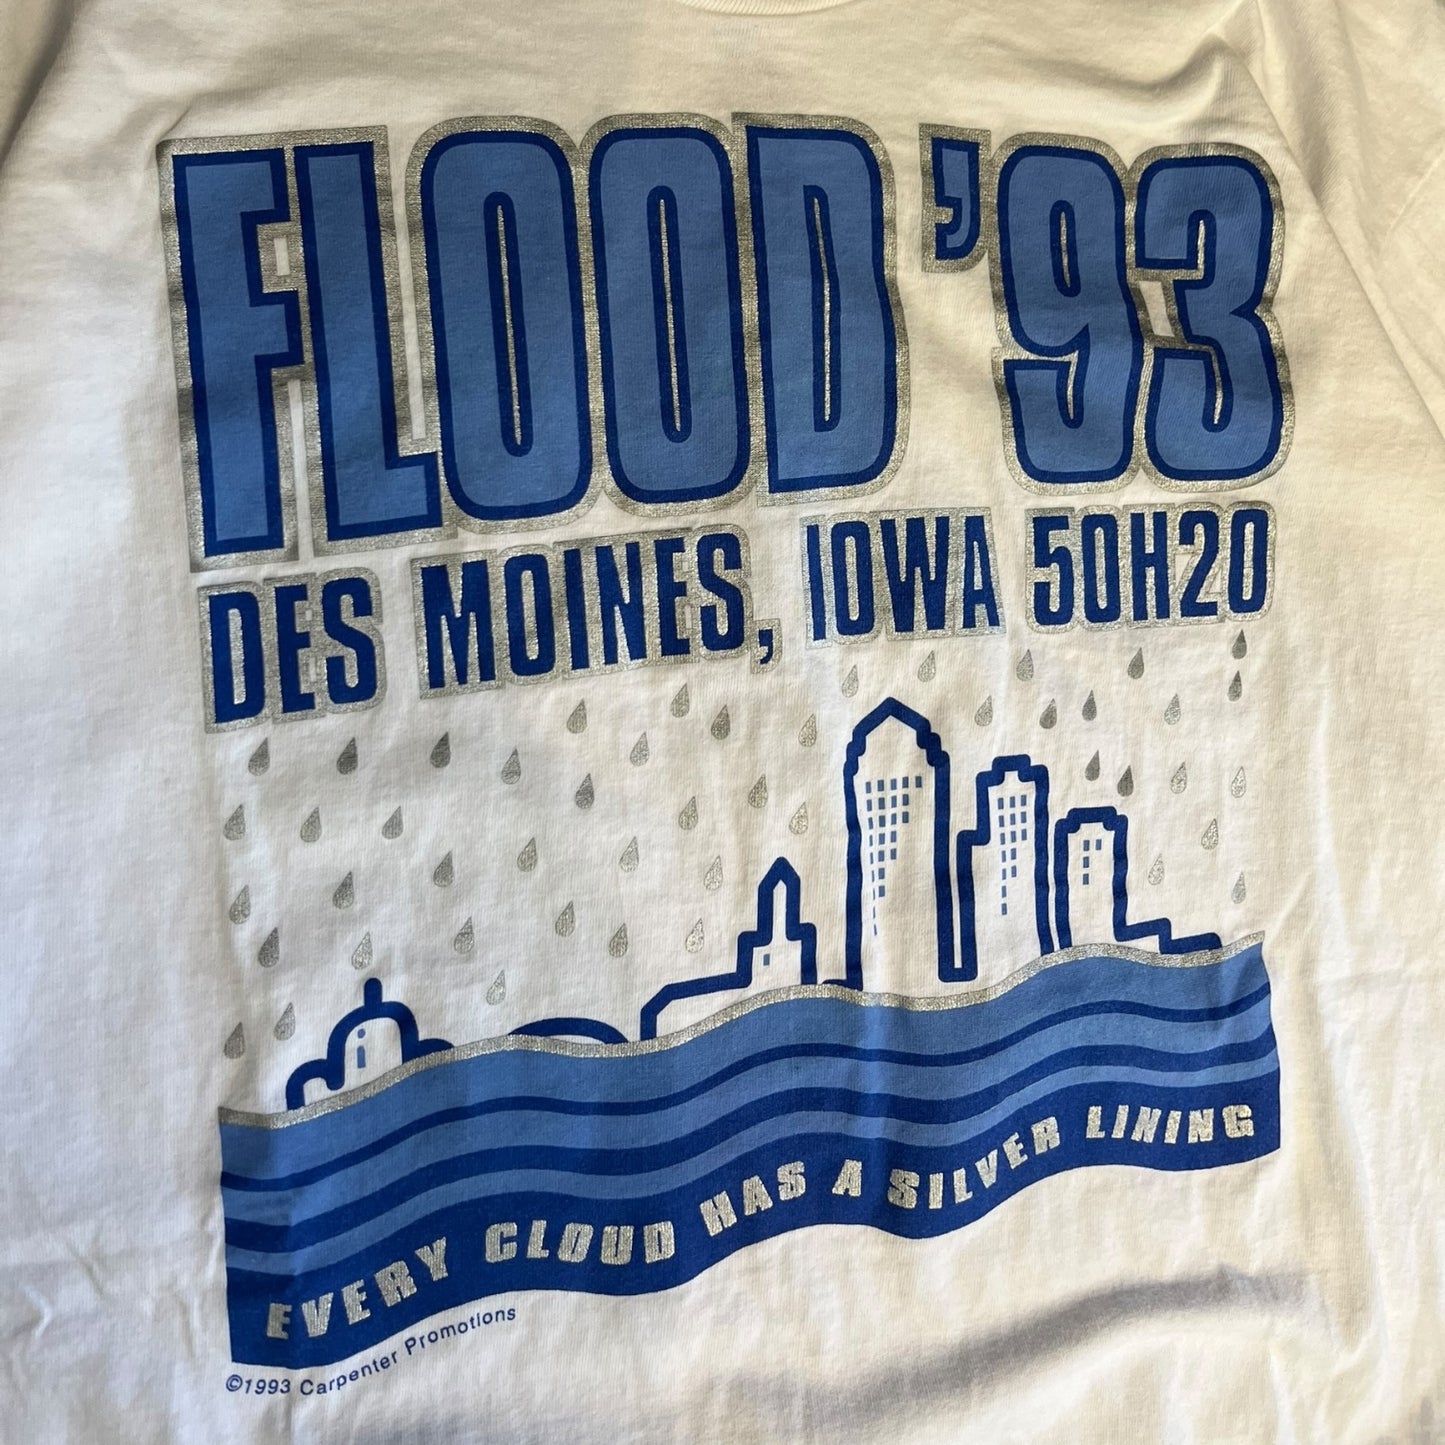 FLOOD '93
DES MOINES, IOWA 50H20
EVERY CLOUD HAS A SILVER LINING
©1993 Carpenter Promotions